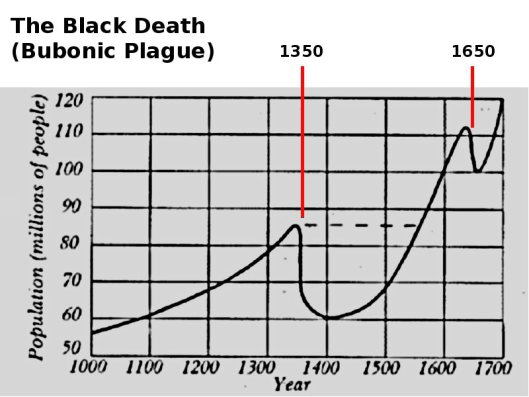 The Black Death
(Bubonic Plague)
1350
1650
Population (millions of people)
120
110
100
90
80
70
60
50
1000 1100 1200 1300 1400 1500 1600 1700
Year